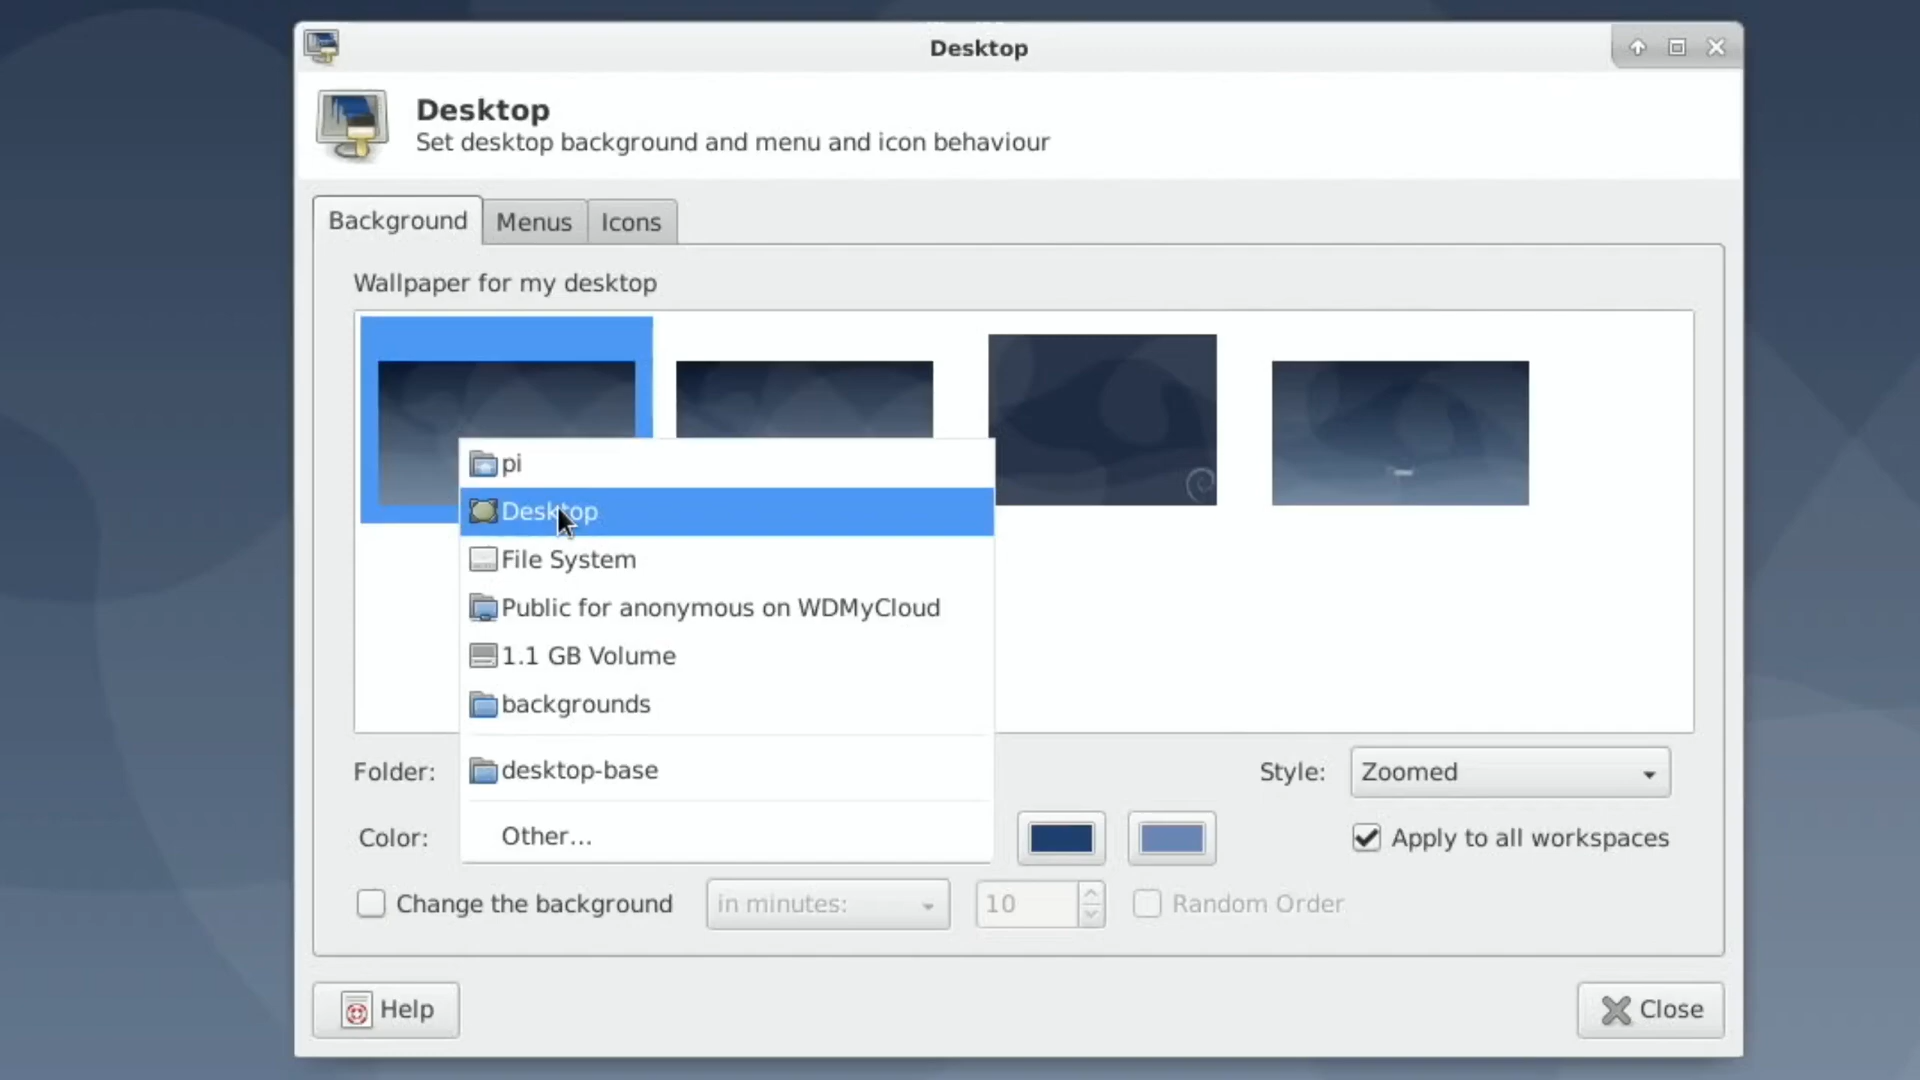 Desktop
Desktop
Set desktop background and menu and icon behaviour
Background Menus Icons
Wallpaper for my desktop
pi
Desktop
File System
Public for anonymous on WDMyCloud
1.1 GB Volume
backgrounds
Folder: desktop-base Style: Zoomed
Color: Other... Apply to all workspaces
Change the background in minutes: 10 Random Order
Help Close